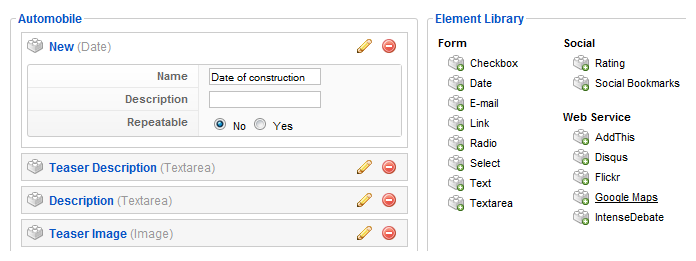 Automobile
New (Date)
Name Date of construction
Description
Repeatable No Yes
Teaser Description (Textarea)
Description (Textarea)
Teaser Image (Image)
Element Library
Form
Checkbox
Date
E-mail
Link
Radio
Select
Text
Textarea
Social
Rating
Social Bookmarks
Web Service
AddThis
Disqus
Flickr
Google Maps
IntenseDebate